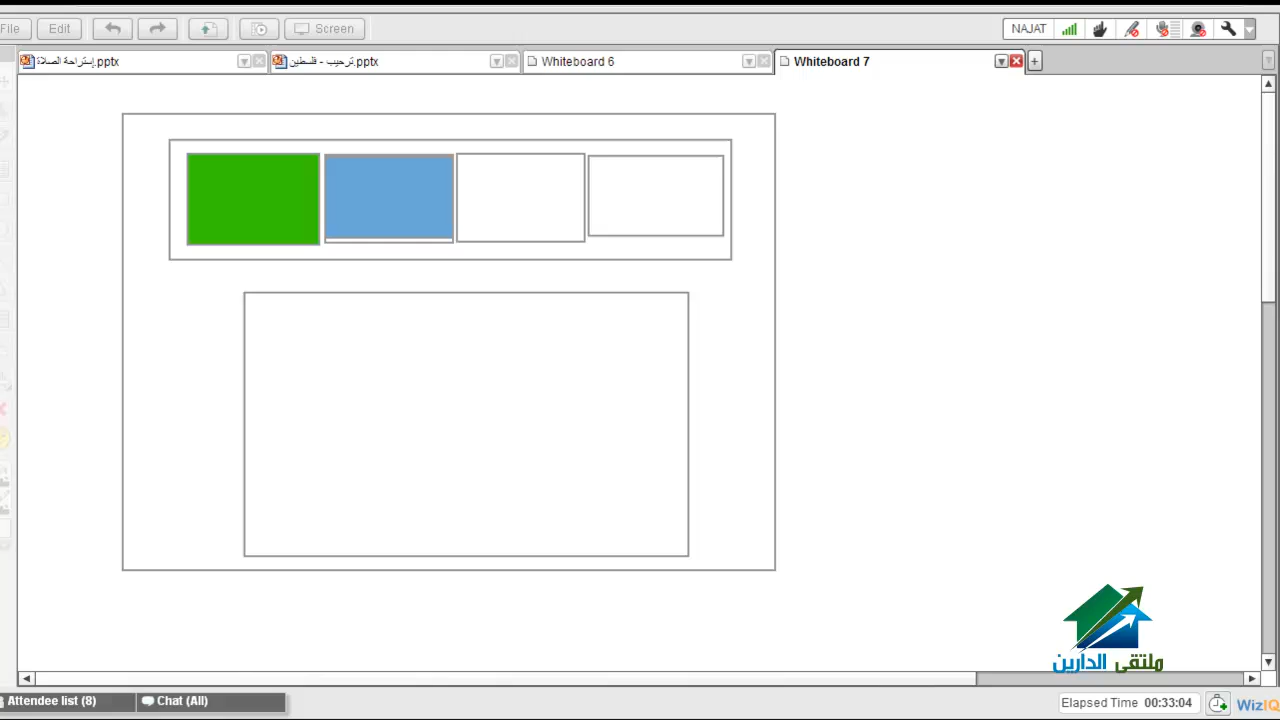 File
Edit
Screen
NAJAT
إستراحة الصلاة.pptx
ترحيب - فلسطين.pptx
Whiteboard 6
Whiteboard 7
ملتقى الدارين
Attendee list (8)
Chat (All)
Elapsed Time 00:33:04
WizIQ